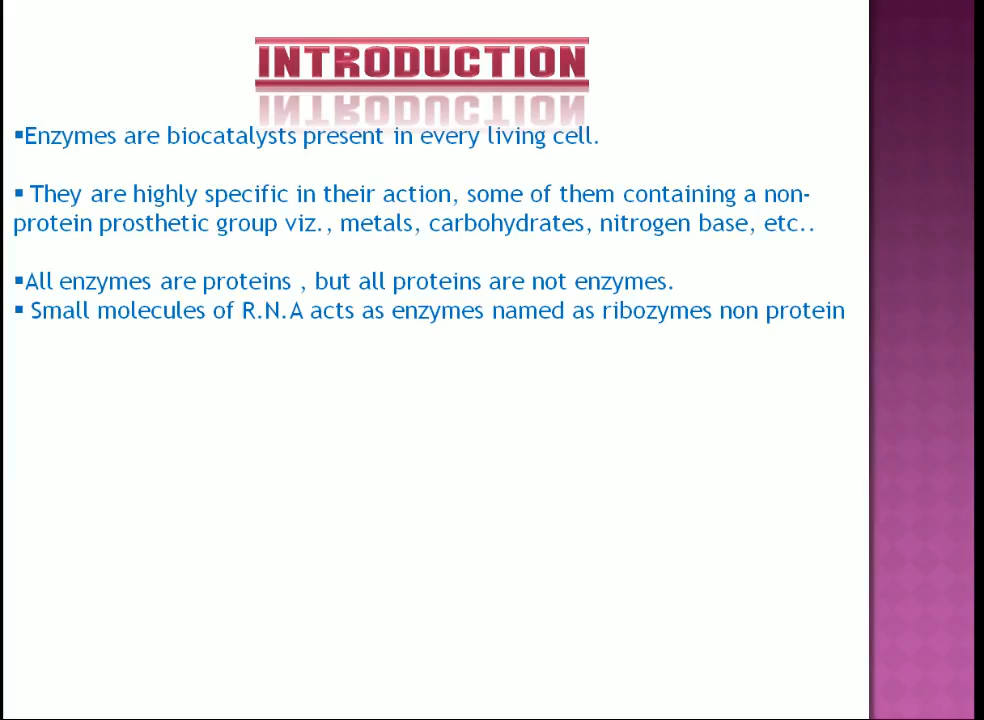 INTRODUCTION
▪Enzymes are biocatalysts present in every living cell.
▪ They are highly specific in their action, some of them containing a non-
protein prosthetic group viz., metals, carbohydrates, nitrogen base, etc..
▪All enzymes are proteins , but all proteins are not enzymes.
▪ Small molecules of R.N.A acts as enzymes named as ribozymes non protein